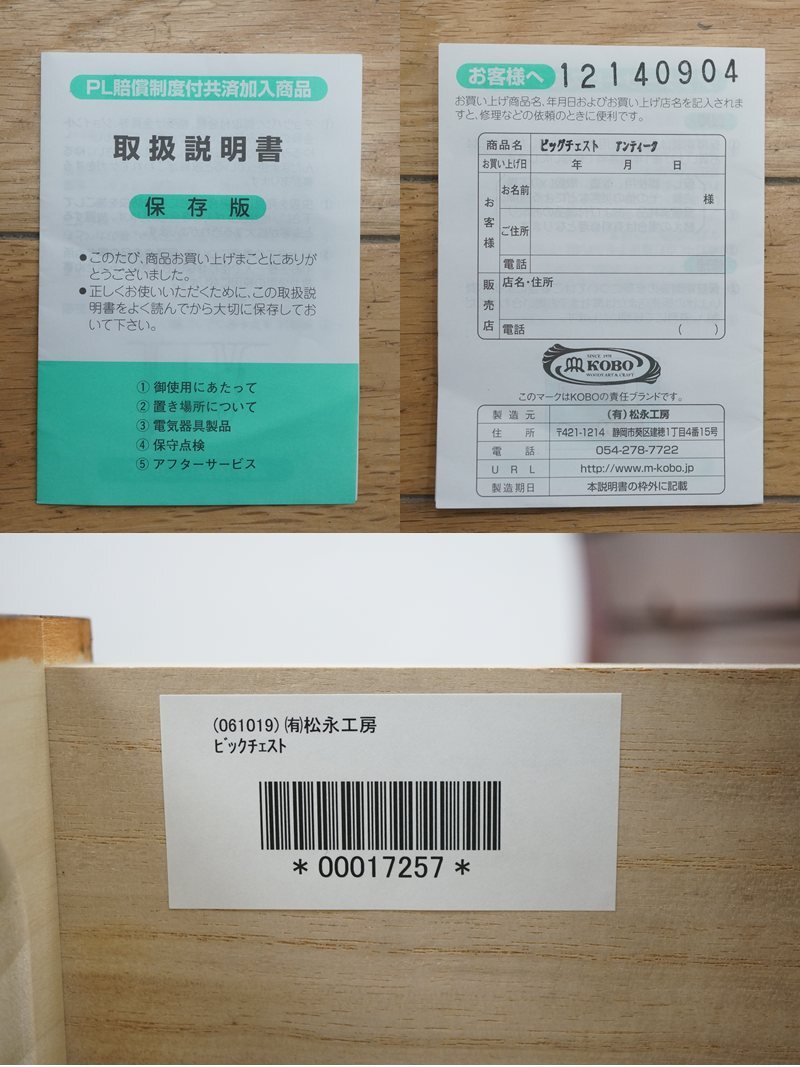 PL賠償制度付共済加入商品
取扱説明書
保存版
●このたび、商品お買い上げまことにありが
とうございました。
●正しくお使いいただくために、この取扱説
明書をよく読んでから大切に保存してお
いて下さい。
① 御使用にあたって
② 置き場所について
③ 電気器具製品
④ 保守点検
⑤ アフターサービス
お客様へ 12140904
お買い上げ商品名、年月日およびお買い上げ店名を記入されま
すと、修理などの依頼のときに便利です。
商品名 ビックチェスト アンティータ
お買い上げ日 年 月 日
お客様 お名前 様
ご住所
電話
販売店 店名・住所
電話 ( )
SINCE 1978
KOBO
WOODY ART & CRAFT
このマークはKOBOの責任ブランドです。
製造元 (有)松永工房
住所 〒421-1214 静岡市葵区建穂1丁目4番15号
電話 054-278-7722
URL http://www.m-kobo.jp
製造期日 本説明書の枠外に記載
(061019) ㈲松永工房
ビックチェスト
*00017257*